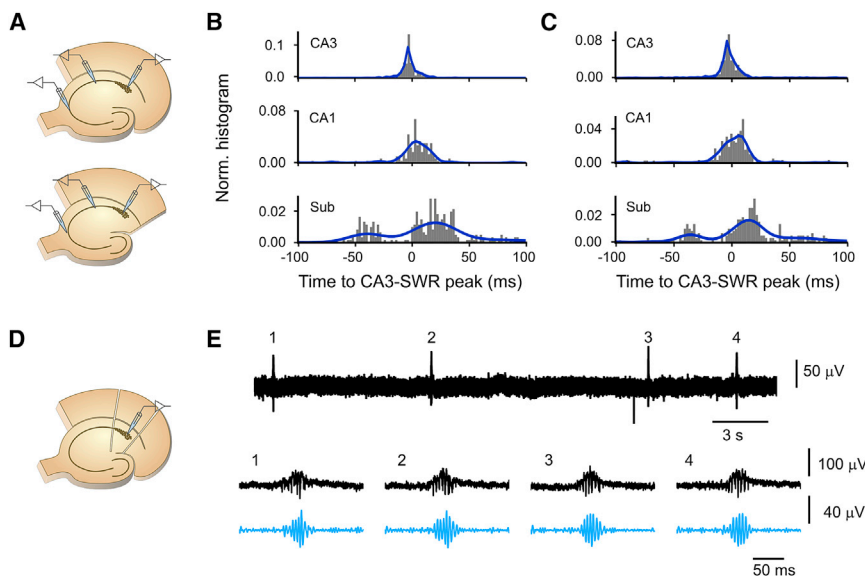 A
B
C
Norm. histogram
0.1
CA3
0.00
0.08
CA1
0.00
Sub
0.02
0.00
-100 -50 0 50 100
Time to CA3-SWR peak (ms)
0.08
CA3
0.00
0.04
CA1
0.00
Sub
0.02
0.00
-100 -50 0 50 100
Time to CA3-SWR peak (ms)
D
E
1 2 3 4
50 µV
3 s
1 2 3 4
100 µV
40 µV
50 ms